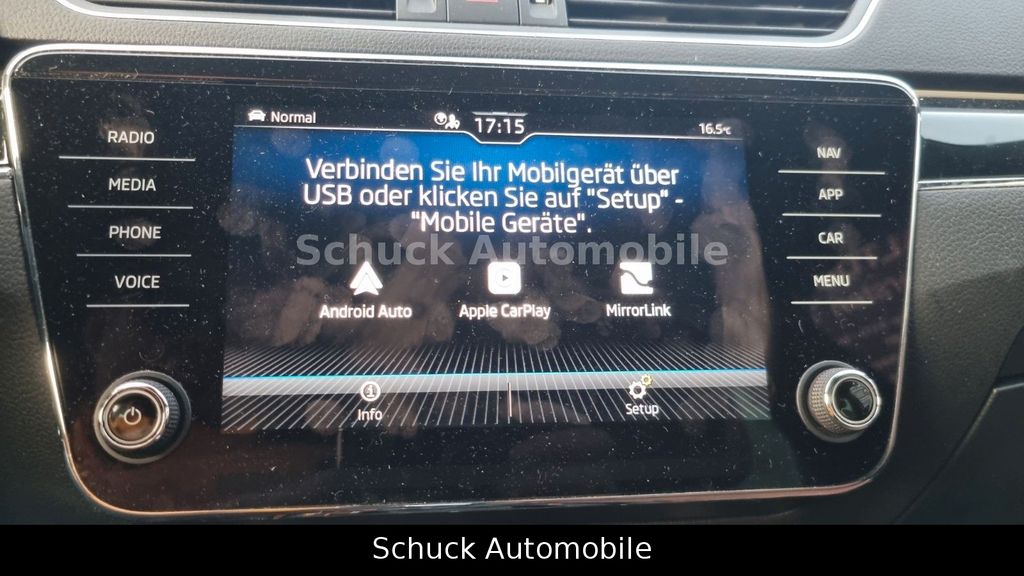 Normal
17:15
16.5°C
RADIO
MEDIA
PHONE
VOICE
NAV
APP
CAR
MENU
Verbinden Sie Ihr Mobilgerät über
USB oder klicken Sie auf "Setup" -
"Mobile Geräte".
Schuck Automobile
Android Auto
Apple CarPlay
MirrorLink
Info
Setup
Schuck Automobile